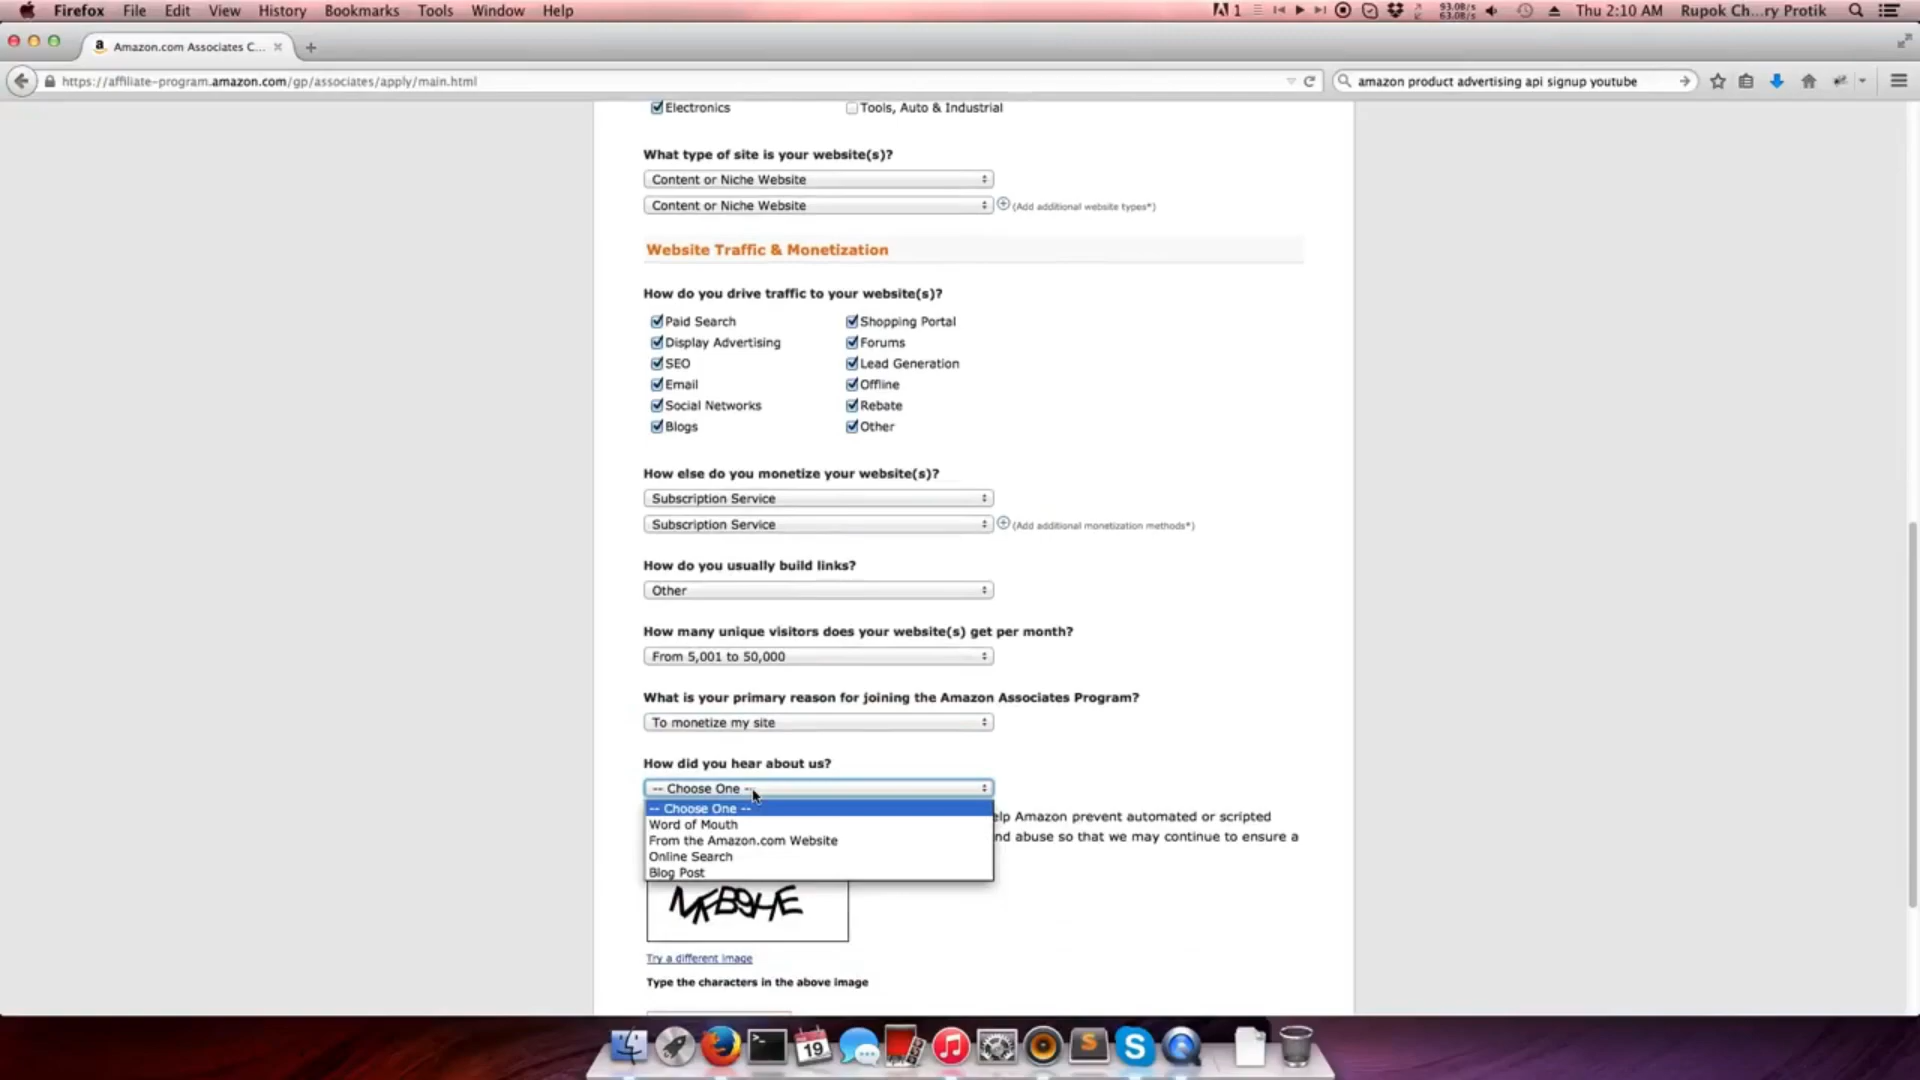 Firefox File Edit View History Bookmarks Tools Window Help
1 93.0B/s 63.0B/s Thu 2:10 AM Rupok Ch...ry Protik
a Amazon.com Associates C...
https://affiliate-program.amazon.com/gp/associates/apply/main.html
amazon product advertising api signup youtube
Electronics Tools, Auto & Industrial
What type of site is your website(s)?
Content or Niche Website
Content or Niche Website (Add additional website types*)
Website Traffic & Monetization
How do you drive traffic to your website(s)?
Paid Search Shopping Portal
Display Advertising Forums
SEO Lead Generation
Email Offline
Social Networks Rebate
Blogs Other
How else do you monetize your website(s)?
Subscription Service
Subscription Service (Add additional monetization methods*)
How do you usually build links?
Other
How many unique visitors does your website(s) get per month?
From 5,001 to 50,000
What is your primary reason for joining the Amazon Associates Program?
To monetize my site
How did you hear about us?
-- Choose One --
-- Choose One --
elp Amazon prevent automated or scripted
Word of Mouth
nd abuse so that we may continue to ensure a
From the Amazon.com Website
Online Search
Blog Post
Try a different image
Type the characters in the above image
19
S
S